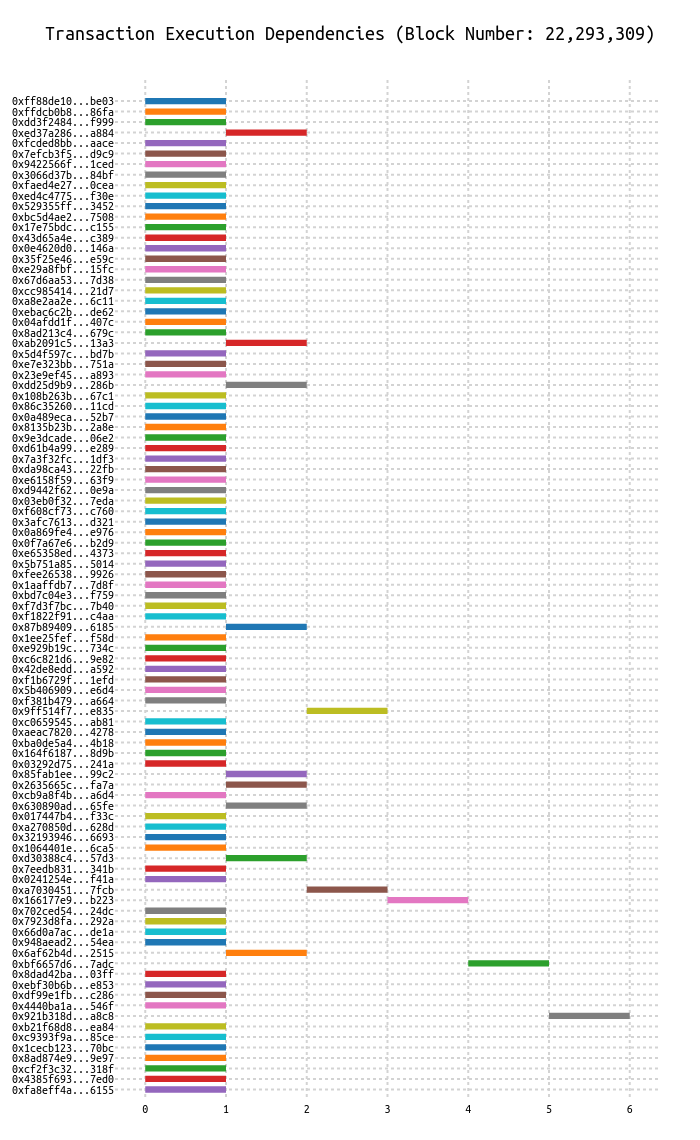 Transaction Execution Dependencies (Block Number: 22,293,309)
0xff88de10...be03
0xffdcb0b8...86fa
0xdd3f2484...f999
0xed37a286...a884
0xfcded8bb...aace
0x7efcb3f5...d9c9
0x9422566f...1ced
0x3066d37b...84bf
0xfaed4e27...0cea
0xed4c4775...f30e
0x529355ff...3452
0xbc5d4ae2...7508
0x17e75bdc...c155
0x43d65a4e...c389
0x0e4620d0...146a
0x35f25e46...e59c
0xe29a8fbf...15fc
0x67d6aa53...7d38
0xcc985414...21d7
0xa8e2aa2e...6c11
0xebac6c2b...de62
0x04afdd1f...407c
0x8ad213c4...679c
0xab2091c5...13a3
0x5d4f597c...bd7b
0xe7e323bb...751a
0x23e9ef45...a893
0xdd25d9b9...286b
0x108b263b...67c1
0x86c35260...11cd
0x0a489eca...52b7
0x8135b23b...2a8e
0x9e3dcade...06e2
0xd61b4a99...e289
0x7a3f32fc...1df3
0xda98ca43...22fb
0xe6158f59...63f9
0xd9442f62...0e9a
0x03eb0f32...7eda
0xf608cf73...c760
0x3afc7613...d321
0x0a869fe4...e976
0x0f7a67e6...b2d9
0xe65358ed...4373
0x5b751a85...5014
0xfee26538...9926
0x1aaffdb7...7d8f
0xbd7c04e3...f759
0xf7d3f7bc...7b40
0xf1822f91...c4aa
0x87b89409...6185
0x1ee25fef...f58d
0xe929b19c...734c
0xc6c821d6...9e82
0x42de8edd...a592
0xf1b6729f...1efd
0x5b406909...e6d4
0xf381b479...a664
0x9ff514f7...e835
0xc0659545...ab81
0xaeac7820...4278
0xba0de5a4...4b18
0x164f6187...8d9b
0x03292d75...241a
0x85fab1ee...99c2
0x2635665c...fa7a
0xcb9a8f4b...a6d4
0x630890ad...65fe
0x017447b4...f33c
0xa270850d...628d
0x32193946...6693
0x1064401e...6ca5
0xd30388c4...57d3
0x7eedb831...341b
0x0241254e...f41a
0xa7030451...7fcb
0x166177e9...b223
0x702ced54...24dc
0x7923d8fa...292a
0x66d0a7ac...de1a
0x948aead2...54ea
0x6af62b4d...2515
0xbf6657d6...7adc
0x8dad42ba...03ff
0xebf30b6b...e853
0xdf99e1fb...c286
0x4440ba1a...546f
0x921b318d...a8c8
0xb21f68d8...ea84
0xc9393f9a...85ce
0x1cecb123...70bc
0x8ad874e9...9e97
0xcf2f3c32...318f
0x4385f693...7ed0
0xfa8eff4a...6155
0 1 2 3 4 5 6